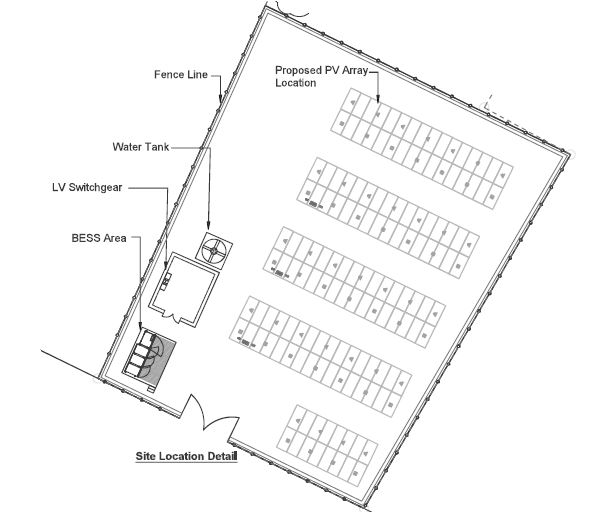 Fence Line
Proposed PV Array
Location
Water Tank
LV Switchgear
BESS Area
Site Location Detail